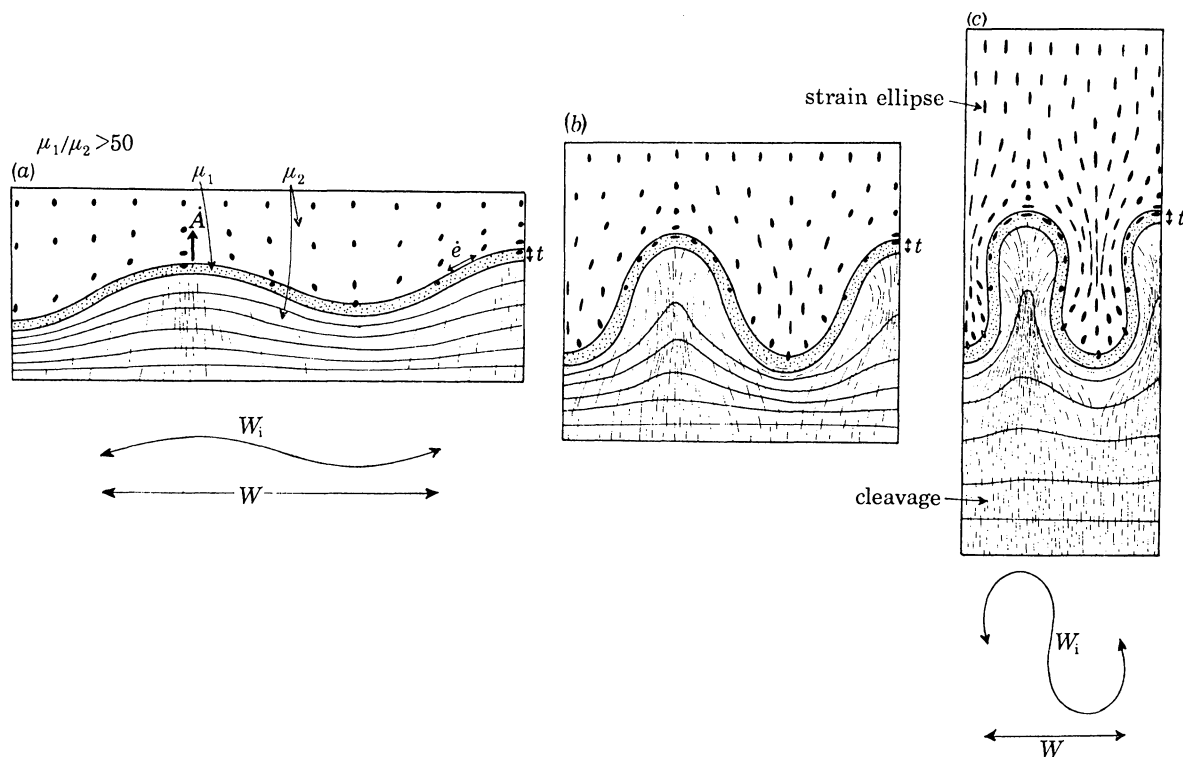 μ₁/μ₂ >50
(a)
μ₁
μ₂
Ȧ
ė
t
Wᵢ
W
(b)
t
(c)
strain ellipse
t
cleavage
Wᵢ
W